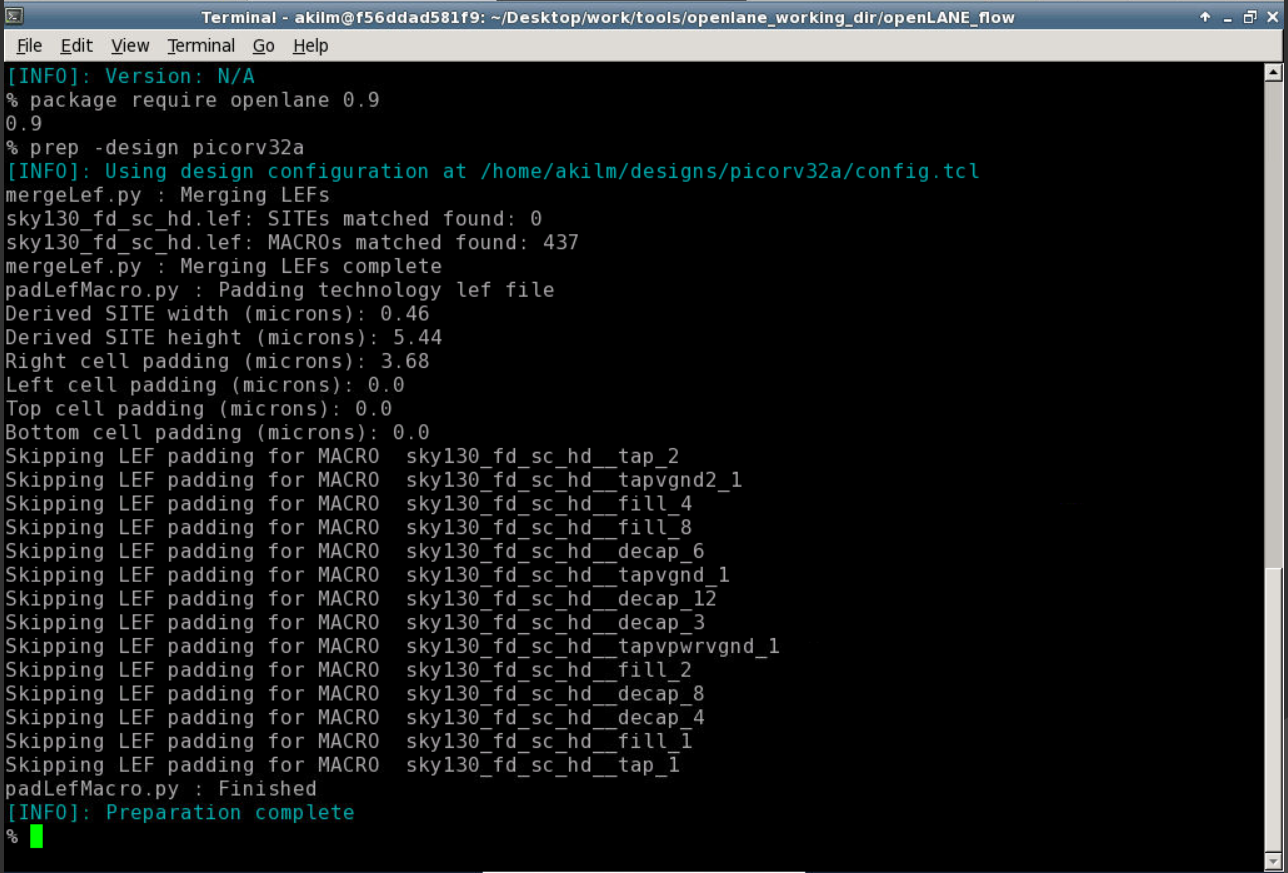 Terminal - akilm@f56ddad581f9: ~/Desktop/work/tools/openlane_working_dir/openLANE_flow
File Edit View Terminal Go Help
[INFO]: Version: N/A
% package require openlane 0.9
0.9
% prep -design picorv32a
[INFO]: Using design configuration at /home/akilm/designs/picorv32a/config.tcl
mergeLef.py : Merging LEFs
sky130_fd_sc_hd.lef: SITEs matched found: 0
sky130_fd_sc_hd.lef: MACROs matched found: 437
mergeLef.py : Merging LEFs complete
padLefMacro.py : Padding technology lef file
Derived SITE width (microns): 0.46
Derived SITE height (microns): 5.44
Right cell padding (microns): 3.68
Left cell padding (microns): 0.0
Top cell padding (microns): 0.0
Bottom cell padding (microns): 0.0
Skipping LEF padding for MACRO  sky130_fd_sc_hd__tap_2
Skipping LEF padding for MACRO  sky130_fd_sc_hd__tapvgnd2_1
Skipping LEF padding for MACRO  sky130_fd_sc_hd__fill_4
Skipping LEF padding for MACRO  sky130_fd_sc_hd__fill_8
Skipping LEF padding for MACRO  sky130_fd_sc_hd__decap_6
Skipping LEF padding for MACRO  sky130_fd_sc_hd__tapvgnd_1
Skipping LEF padding for MACRO  sky130_fd_sc_hd__decap_12
Skipping LEF padding for MACRO  sky130_fd_sc_hd__decap_3
Skipping LEF padding for MACRO  sky130_fd_sc_hd__tapvpwrvgnd_1
Skipping LEF padding for MACRO  sky130_fd_sc_hd__fill_2
Skipping LEF padding for MACRO  sky130_fd_sc_hd__decap_8
Skipping LEF padding for MACRO  sky130_fd_sc_hd__decap_4
Skipping LEF padding for MACRO  sky130_fd_sc_hd__fill_1
Skipping LEF padding for MACRO  sky130_fd_sc_hd__tap_1
padLefMacro.py : Finished
[INFO]: Preparation complete
%